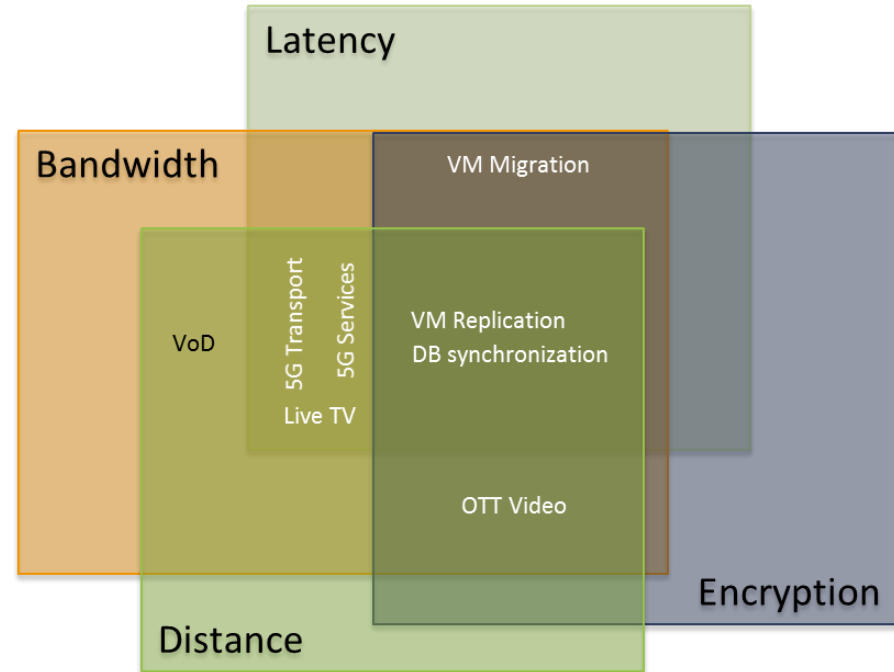 Latency
Bandwidth
VM Migration
5G Transport
5G Services
VM Replication
VoD
DB synchronization
Live TV
OTT Video
Encryption
Distance